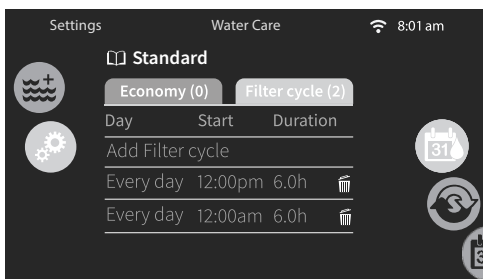 Settings Water Care 8:01 am
Standard
Economy (0) Filter cycle (2)
Day Start Duration
Add Filter cycle
Every day 12:00pm 6.0h
Every day 12:00am 6.0h
31
S